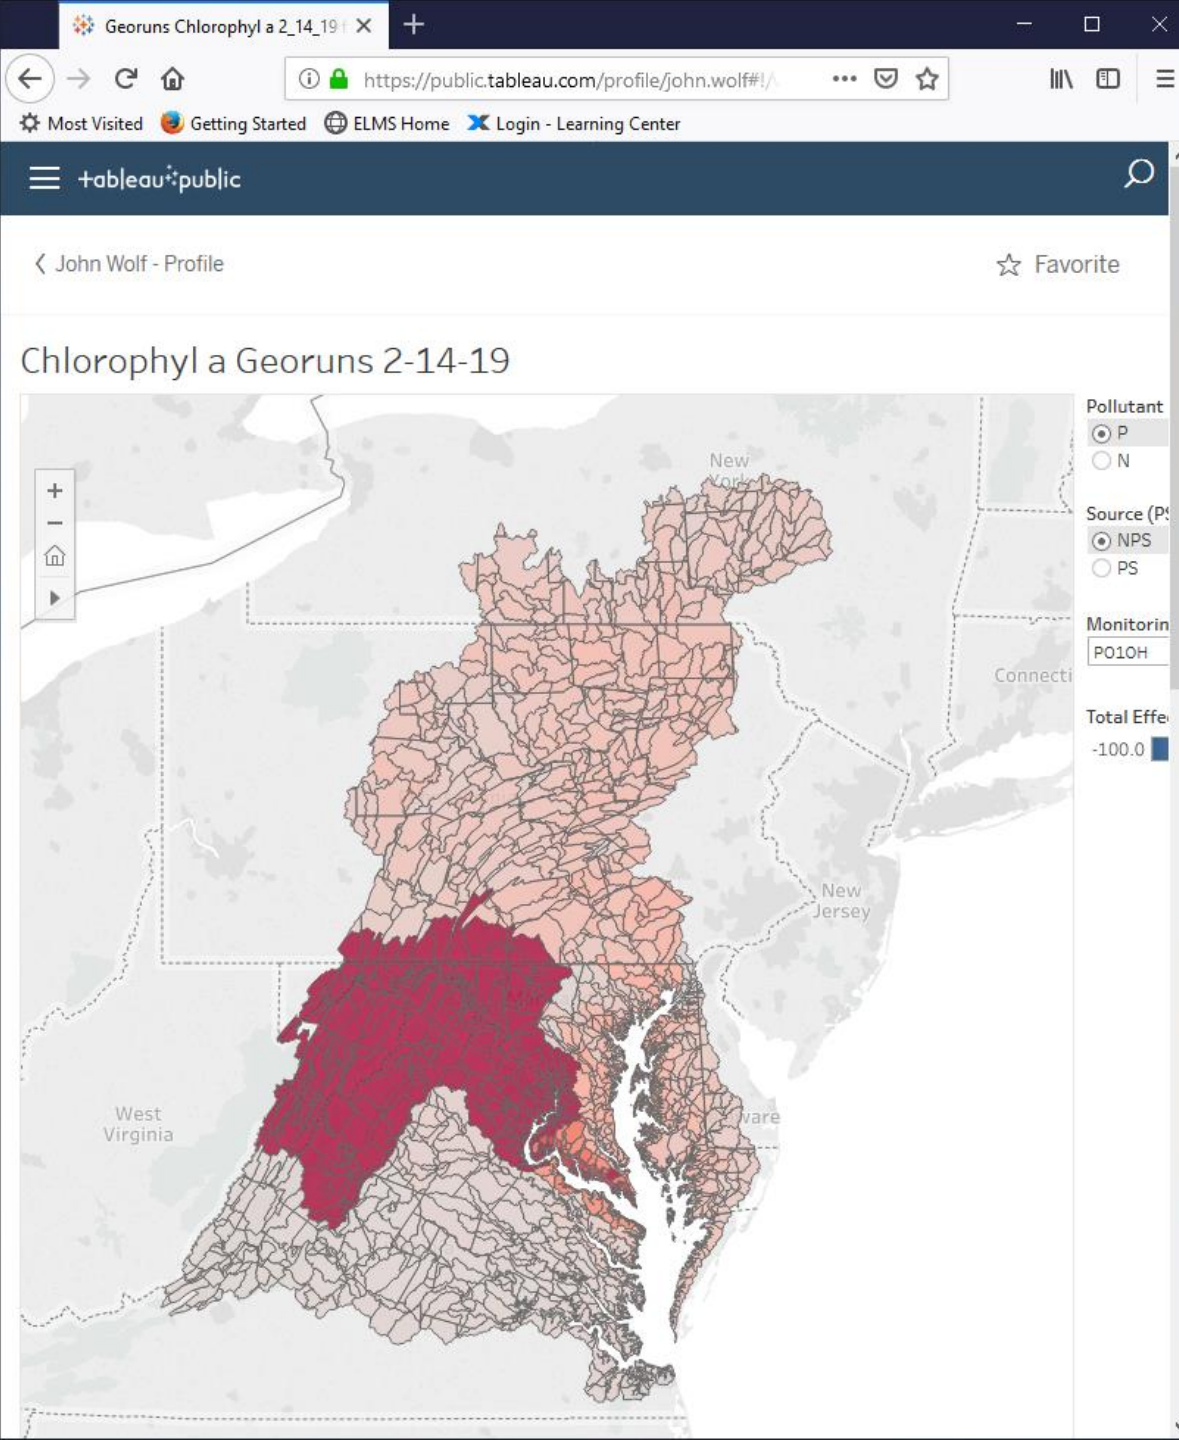 Georuns Chlorophyl a 2_14_19
https://public.tableau.com/profile/john.wolf#!/
Most Visited Getting Started ELMS Home Login - Learning Center
+ableau public
John Wolf - Profile
Favorite
Chlorophyl a Georuns 2-14-19
Pollutant
P
N
Source (PS
NPS
PS
Monitorin
PO10H
Total Effe
-100.0
New
York
Connecti
New
Jersey
West
Virginia
ware